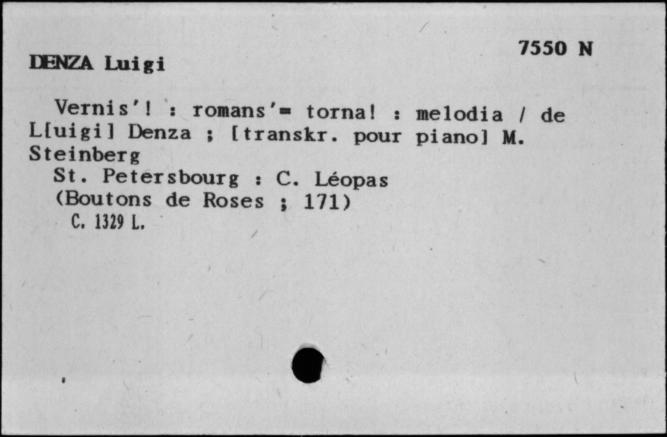 7550 N
DENZA Luigi
Vernis'! : romans'= torna! : melodia / de
L[uigi] Denza ; [transkr. pour piano] M.
Steinberg
St. Petersbourg : C. Léopas
(Boutons de Roses ; 171)
C. 1329 L.